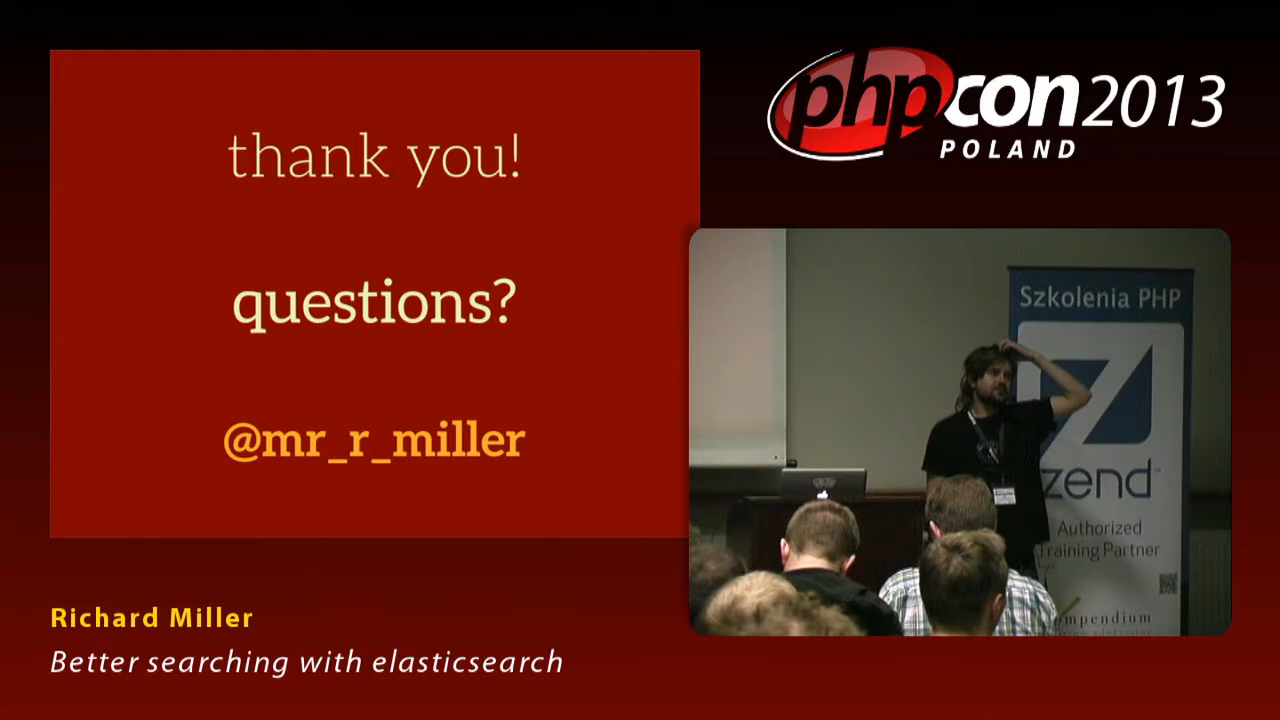 thank you!
questions?
@mr_r_miller
phpcon 2013
POLAND
Szkolenia PHP
zend
Authorized
Training Partner
Richard Miller
Better searching with elasticsearch